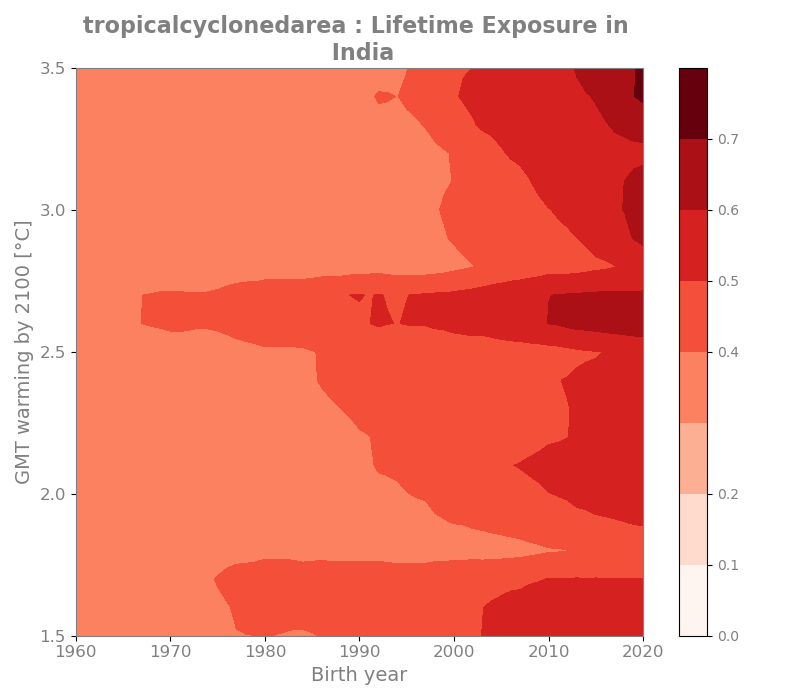 tropicalcyclonedarea : Lifetime Exposure in
India
3.5
3.0
2.5
2.0
1.5
GMT warming by 2100 [°C]
1960 1970 1980 1990 2000 2010 2020
Birth year
0.7
0.6
0.5
0.4
0.2
0.1
0.0